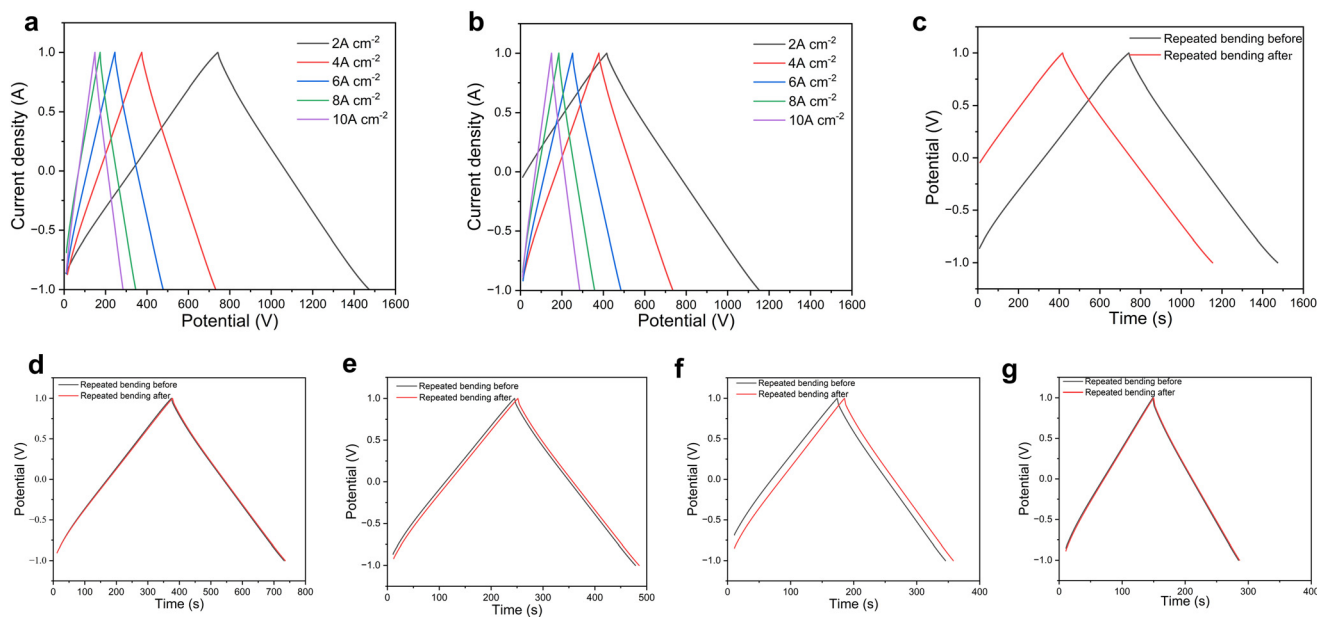 a
Current density (A)
1.0
0.5
0.0
−0.5
−1.0
0 200 400 600 800 1000 1200 1400 1600
Potential (V)
2A cm⁻²
4A cm⁻²
6A cm⁻²
8A cm⁻²
10A cm⁻²
b
Current density (A)
1.0
0.5
0.0
−0.5
−1.0
0 200 400 600 800 1000 1200 1400 1600
Potential (V)
2A cm⁻²
4A cm⁻²
6A cm⁻²
8A cm⁻²
10A cm⁻²
c
Repeated bending before
Repeated bending after
Potential (V)
1.0
0.5
0.0
−0.5
−1.0
0 200 400 600 800 1000 1200 1400 1600
Time (s)
d
Repeated bending before
Repeated bending after
Potential (V)
1.0
0.5
0.0
−0.5
−1.0
0 100 200 300 400 500 600 700 800
Time (s)
e
Repeated bending before
Repeated bending after
Potential (V)
1.0
0.5
0.0
−0.5
−1.0
0 100 200 300 400 500
Time (s)
f
Repeated bending before
Repeated bending after
Potential (V)
1.0
0.5
0.0
−0.5
−1.0
0 100 200 300 400
Time (s)
g
Repeated bending before
Repeated bending after
Potential (V)
1.0
0.5
0.0
−0.5
−1.0
0 100 200 300 400
Time (s)